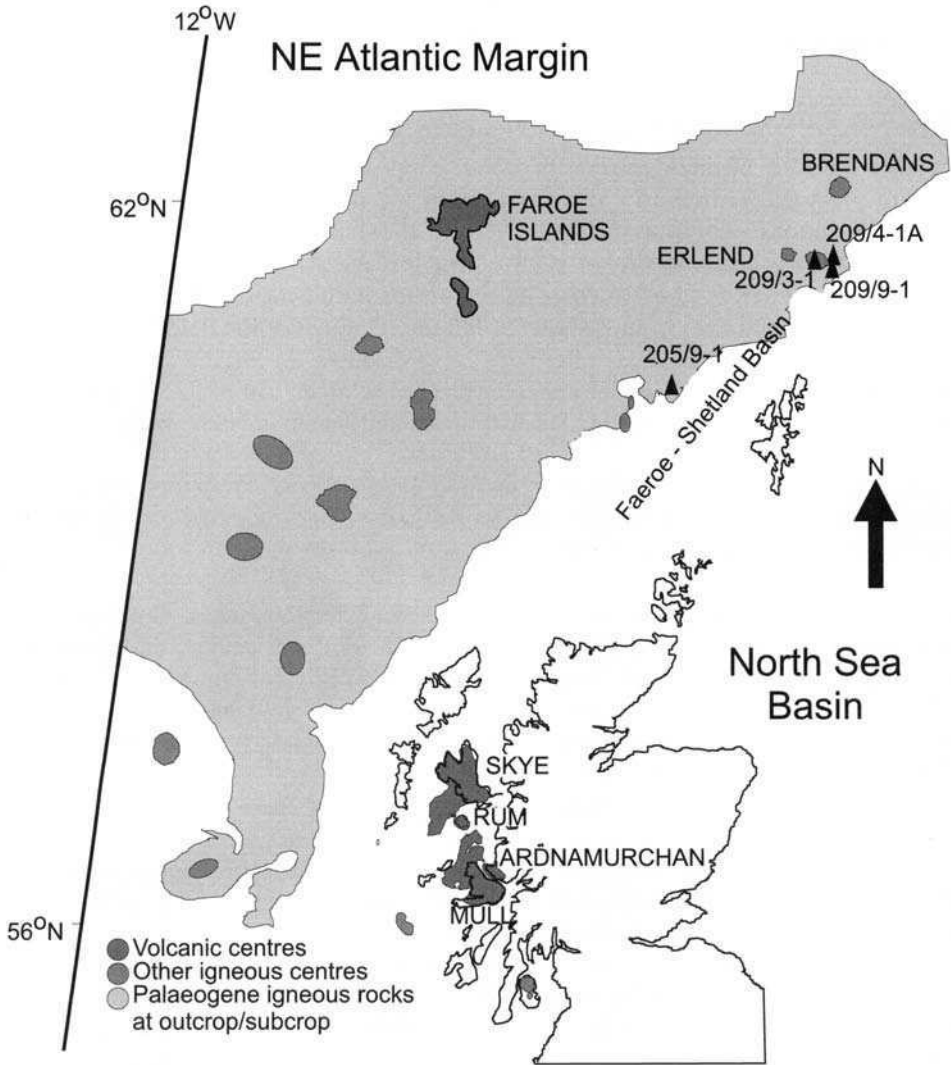 12°W
NE Atlantic Margin
BRENDANS
62°N
FAROE
ISLANDS
209/4-1A
ERLEND
209/3-1
209/9-1
205/9-1
Faeroe - Shetland Basin
N
North Sea
Basin
SKYE
RUM
ARDNAMURCHAN
MULL
56°N
Volcanic centres
Other igneous centres
Palaeogene igneous rocks
at outcrop/subcrop